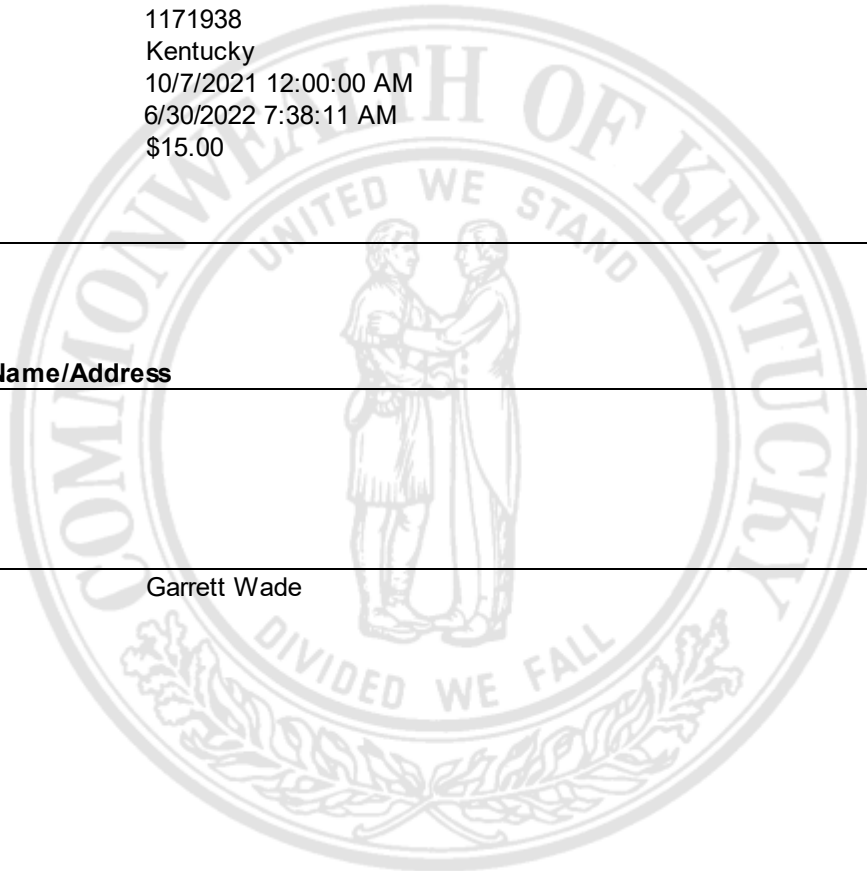 1171938
Kentucky
10/7/2021 12:00:00 AM
6/30/2022 7:38:11 AM
$15.00
COMMONWEALTH OF KENTUCKY
UNITED WE STAND
Name/Address
Garrett Wade
DIVIDED WE FALL